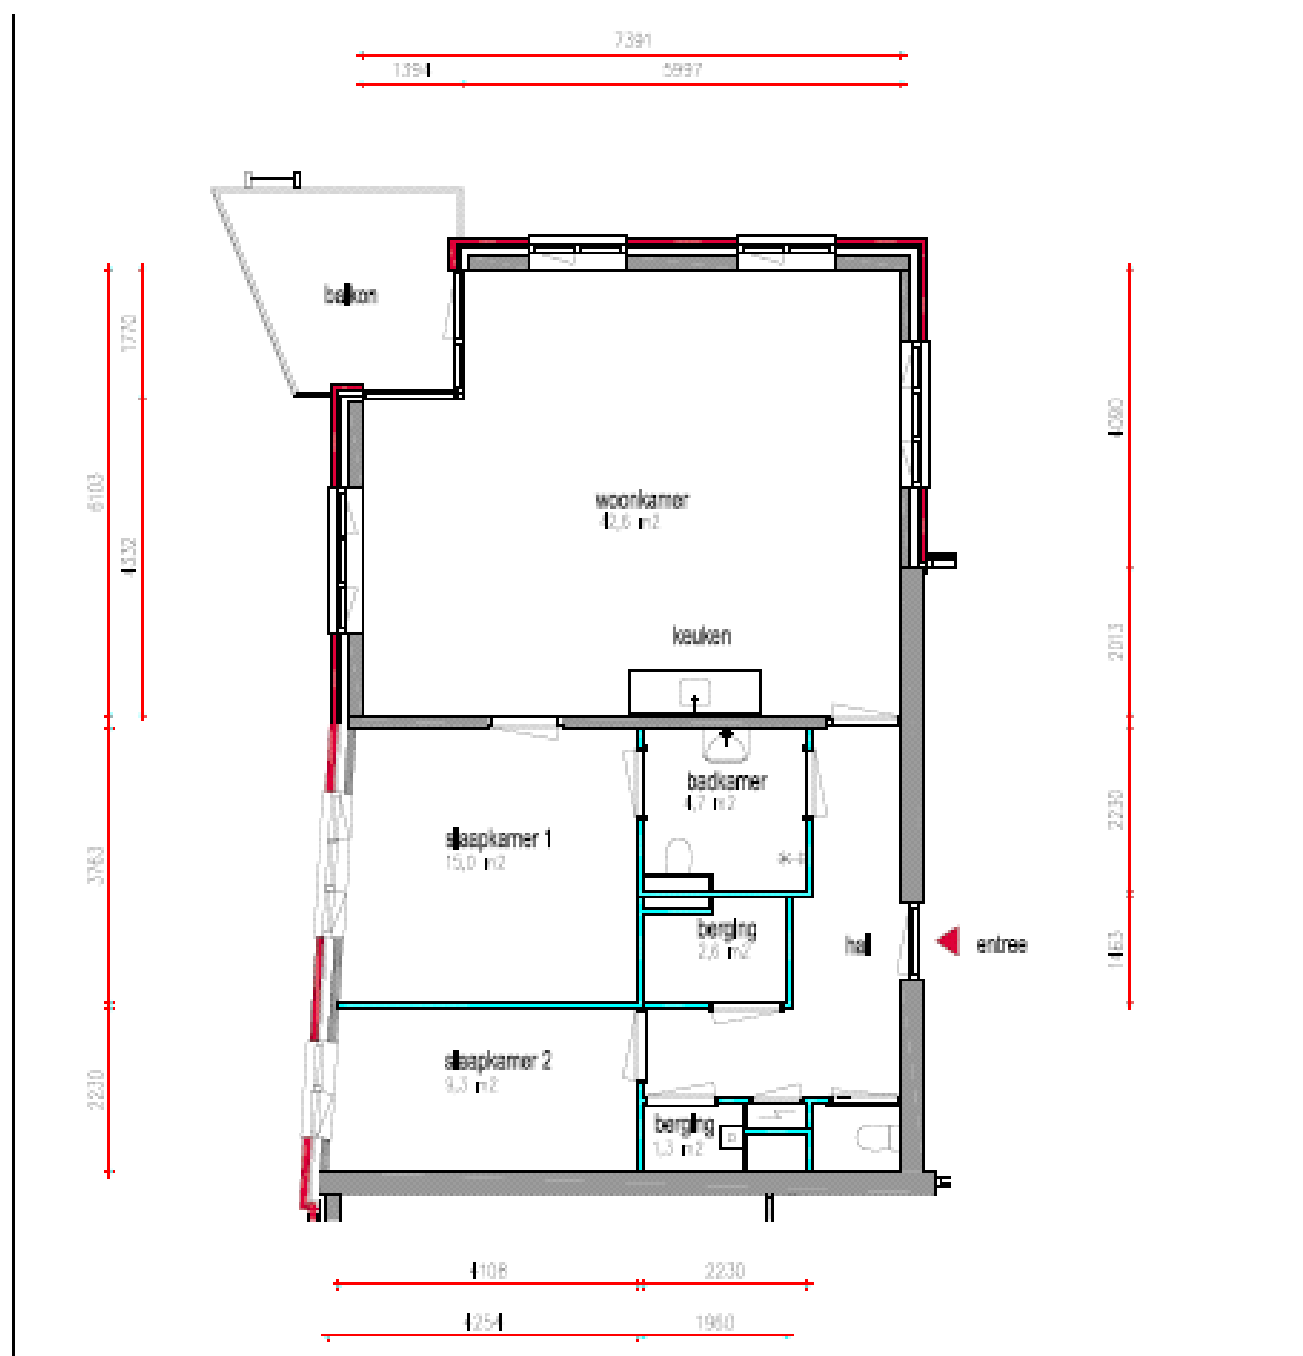 7391
1394 5997
balkon
1770
4080
6103
woonkamer
42,6 m2
4332
keuken
2013
badkamer
4,7 m2
2230
slaapkamer 1
15,0 m2
berging
2,6 m2
hal
entree
1463
slaapkamer 2
9,3 m2
2230
berging
1,3 m2
4108 2230
4254 1960